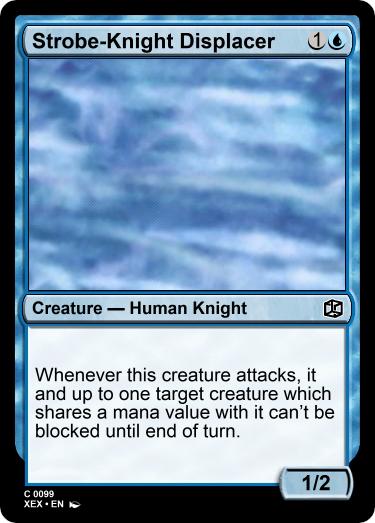 Strobe-Knight Displacer 1
Creature — Human Knight
Whenever this creature attacks, it
and up to one target creature which
shares a mana value with it can't be
blocked until end of turn.
1/2
C 0099
XEX • EN